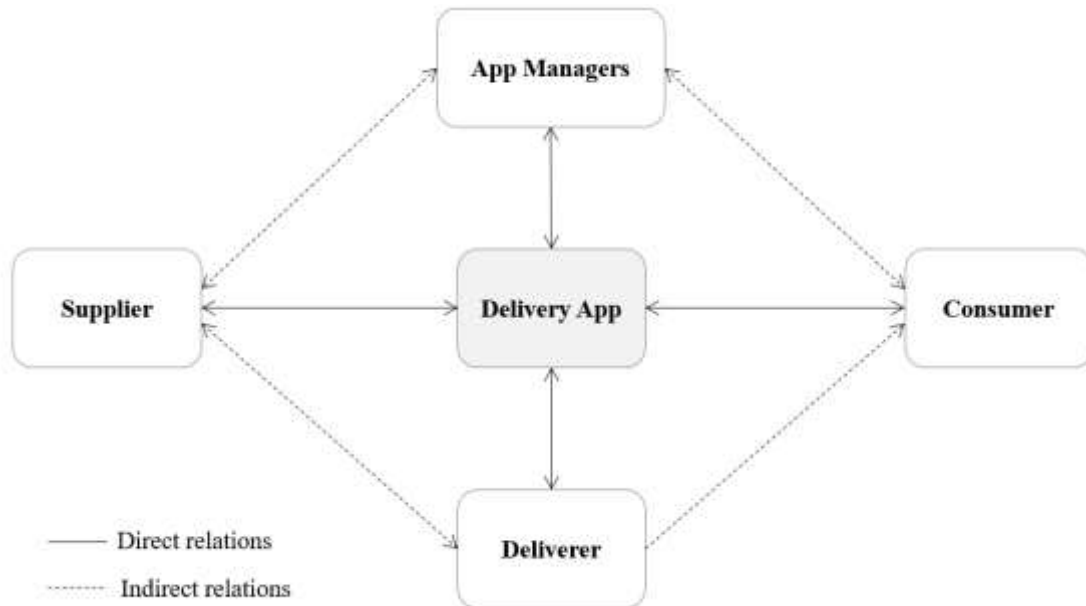 App Managers
Supplier
Delivery App
Consumer
Deliverer
Direct relations
Indirect relations